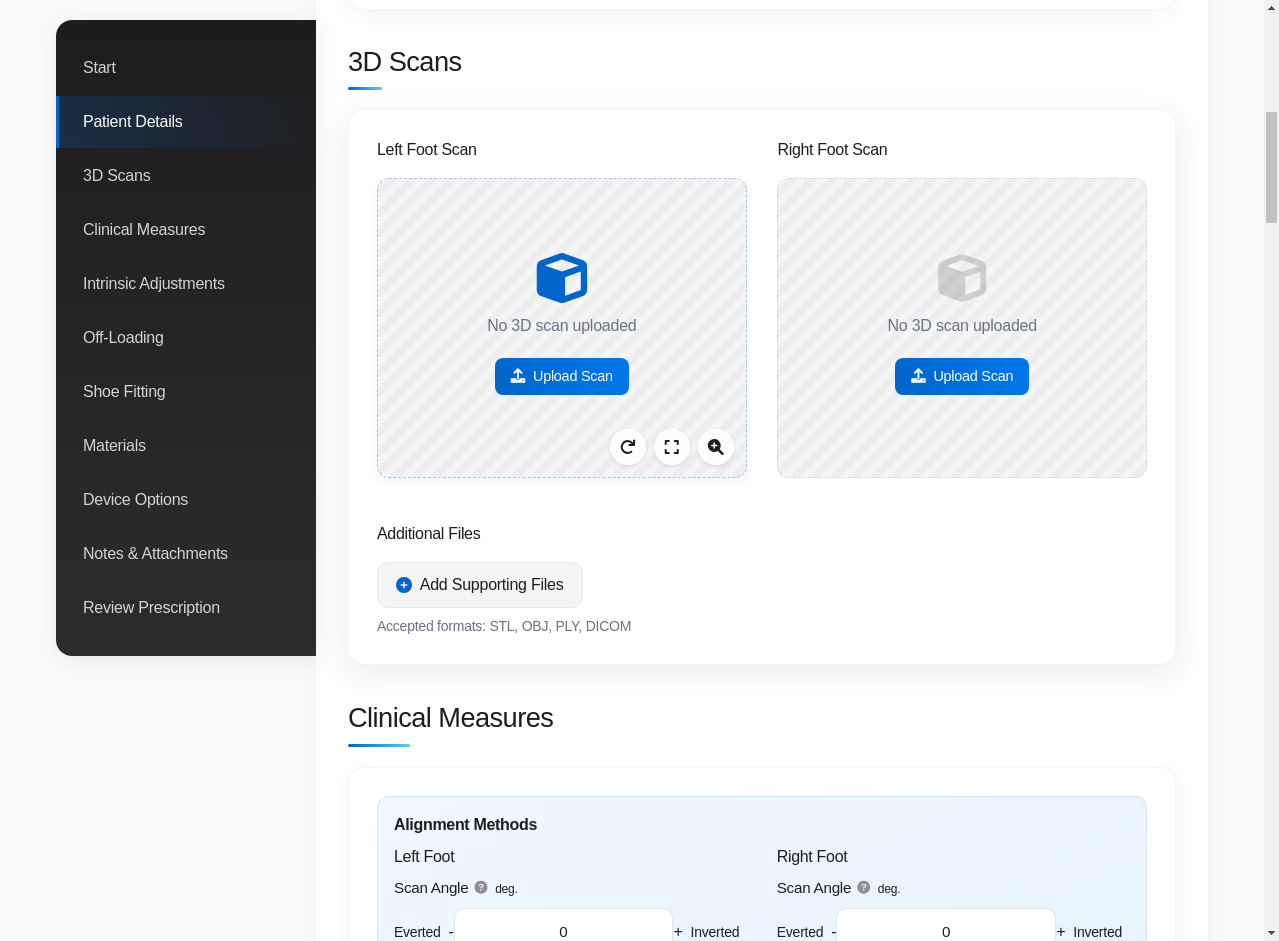 Start
Patient Details
3D Scans
Clinical Measures
Intrinsic Adjustments
Off-Loading
Shoe Fitting
Materials
Device Options
Notes & Attachments
Review Prescription
3D Scans
Left Foot Scan
Right Foot Scan
No 3D scan uploaded
No 3D scan uploaded
Upload Scan
Upload Scan
Additional Files
Add Supporting Files
Accepted formats: STL, OBJ, PLY, DICOM
Clinical Measures
Alignment Methods
Left Foot
Right Foot
Scan Angle ? deg.
Scan Angle ? deg.
Everted - 0 + Inverted
Everted - 0 + Inverted